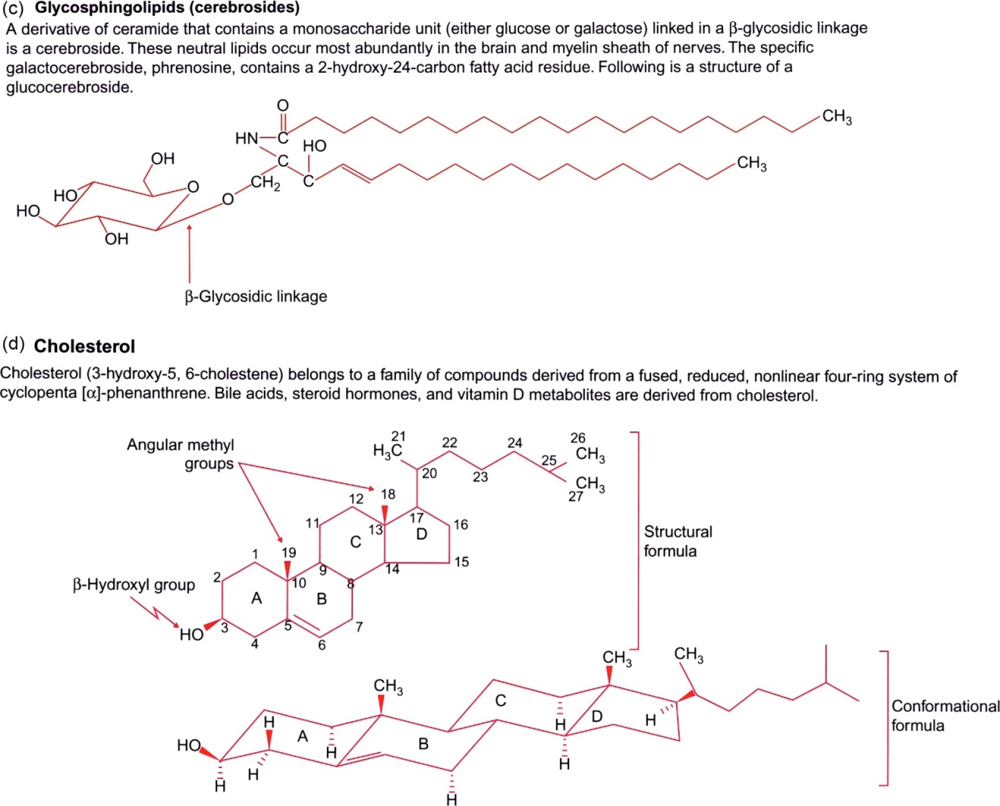 (c) Glycosphingolipids (cerebrosides)
A derivative of ceramide that contains a monosaccharide unit (either glucose or galactose) linked in a β-glycosidic linkage
is a cerebroside. These neutral lipids occur most abundantly in the brain and myelin sheath of nerves. The specific
galactocerebroside, phrenosine, contains a 2-hydroxy-24-carbon fatty acid residue. Following is a structure of a
glucocerebroside.
O
CH₃
HN C
HO
OH
C
CH₃
CH₂ C
O
HO
O
HO
OH
β-Glycosidic linkage
(d) Cholesterol
Cholesterol (3-hydroxy-5, 6-cholestene) belongs to a family of compounds derived from a fused, reduced, nonlinear four-ring system of
cyclopenta [α]-phenanthrene. Bile acids, steroid hormones, and vitamin D metabolites are derived from cholesterol.
Angular methyl
groups
21
H₃C
22
24
26
CH₃
25
20
23
CH₃
27
18
12
17
11
13
16
D
C
Structural
formula
1
19
15
14
9
2
10
8
β-Hydroxyl group
A
B
HO
3
5
7
4
6
CH₃
CH₃
CH₃
C
Conformational
formula
H
A
D
H
H
HO
B
H
H
H
H
H